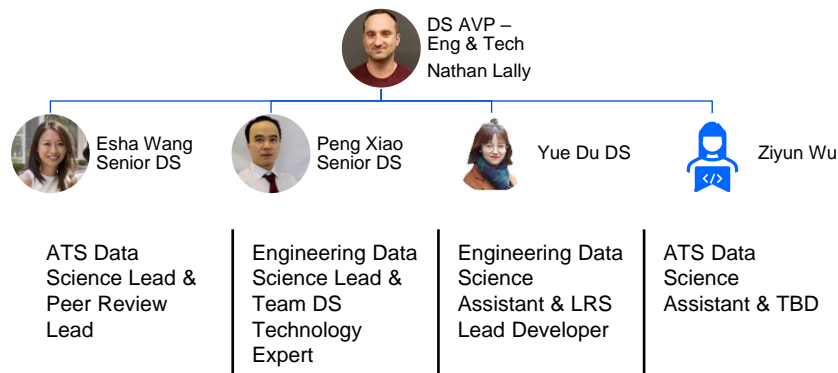 DS AVP –
Eng & Tech
Nathan Lally
Esha Wang
Senior DS
Peng Xiao
Senior DS
Yue Du DS
</>
Ziyun Wu
ATS Data
Science Lead &
Peer Review
Lead
Engineering Data
Science Lead &
Team DS
Technology
Expert
Engineering Data
Science
Assistant & LRS
Lead Developer
ATS Data
Science
Assistant & TBD